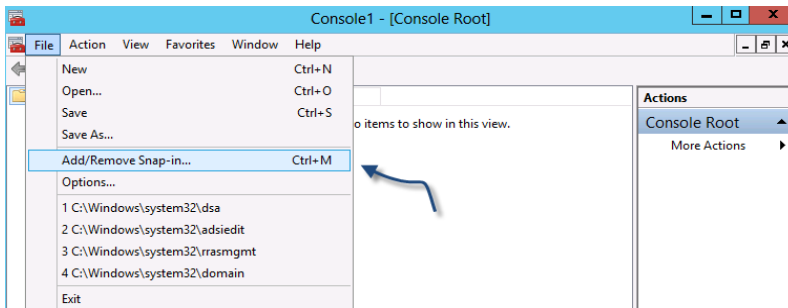 Console1 - [Console Root]
File Action View Favorites Window Help
New Ctrl+N
Open... Ctrl+O
Save Ctrl+S
Save As...
Add/Remove Snap-in... Ctrl+M
Options...
1 C:\Windows\system32\dsa
2 C:\Windows\system32\adsiedit
3 C:\Windows\system32\rrasmgmt
4 C:\Windows\system32\domain
Exit
o items to show in this view.
Actions
Console Root
More Actions